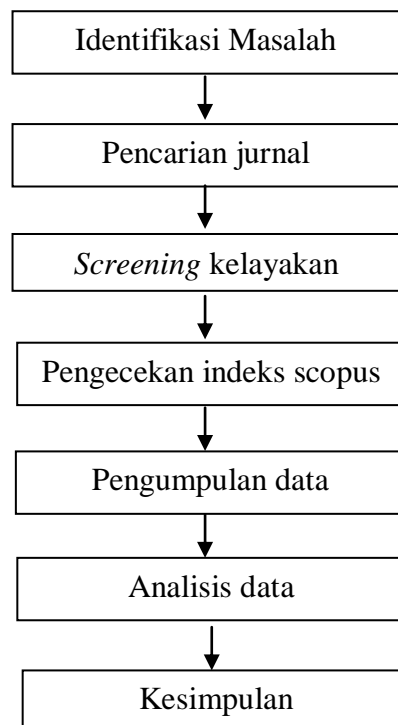 Identifikasi Masalah
Pencarian jurnal
Screening kelayakan
Pengecekan indeks scopus
Pengumpulan data
Analisis data
Kesimpulan